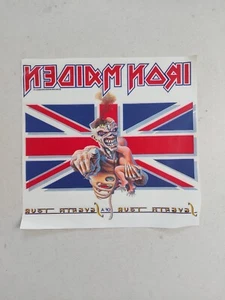 IRON MAIDEN
Seventh Tour OF A Seventh Tour